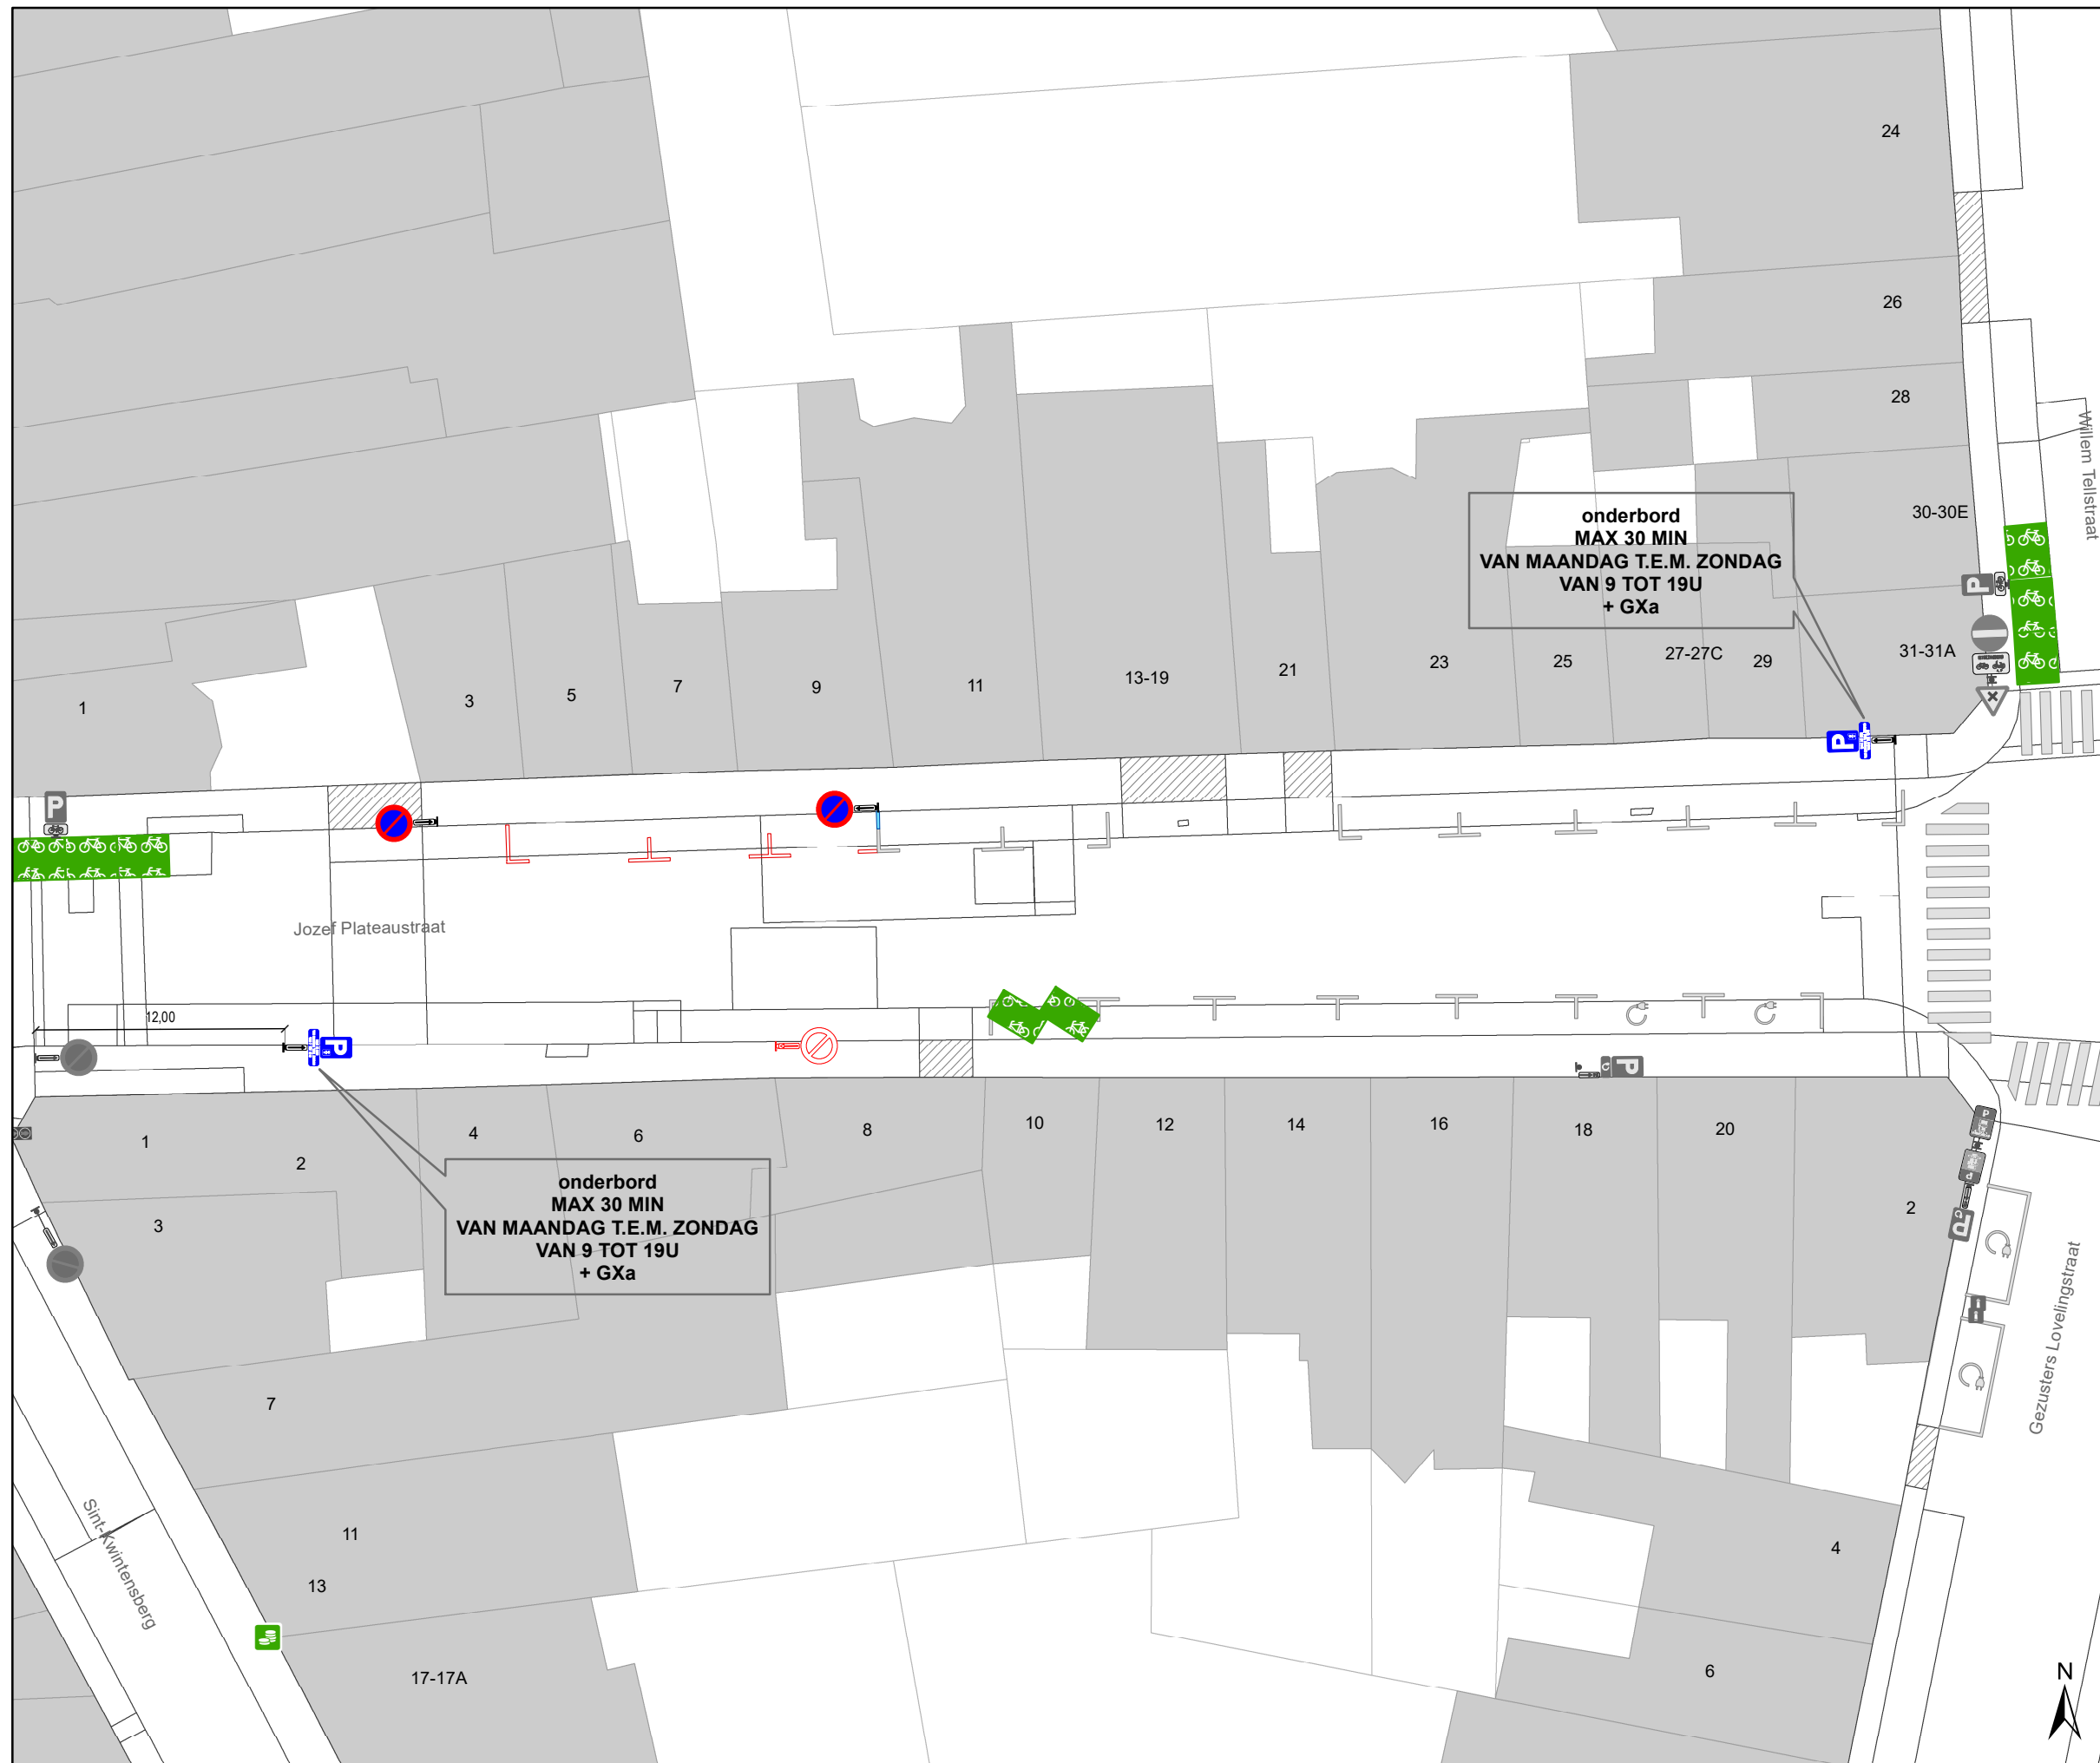 24
26
28
Willem Tellstraat
30-30E
onderbord
MAX 30 MIN
VAN MAANDAG T.E.M. ZONDAG
VAN 9 TOT 19U
+ GXa
31-31A
1
3
5
7
9
11
13-19
21
23
25
27-27C
29
P
P
P
Jozef Plateaustraat
12,00
P
P
1
2
4
6
8
10
12
14
16
18
20
2
P
P
3
onderbord
MAX 30 MIN
VAN MAANDAG T.E.M. ZONDAG
VAN 9 TOT 19U
+ GXa
Gezusters Lovelingstraat
7
11
13
Sint-Kwintensberg
17-17A
4
6
N